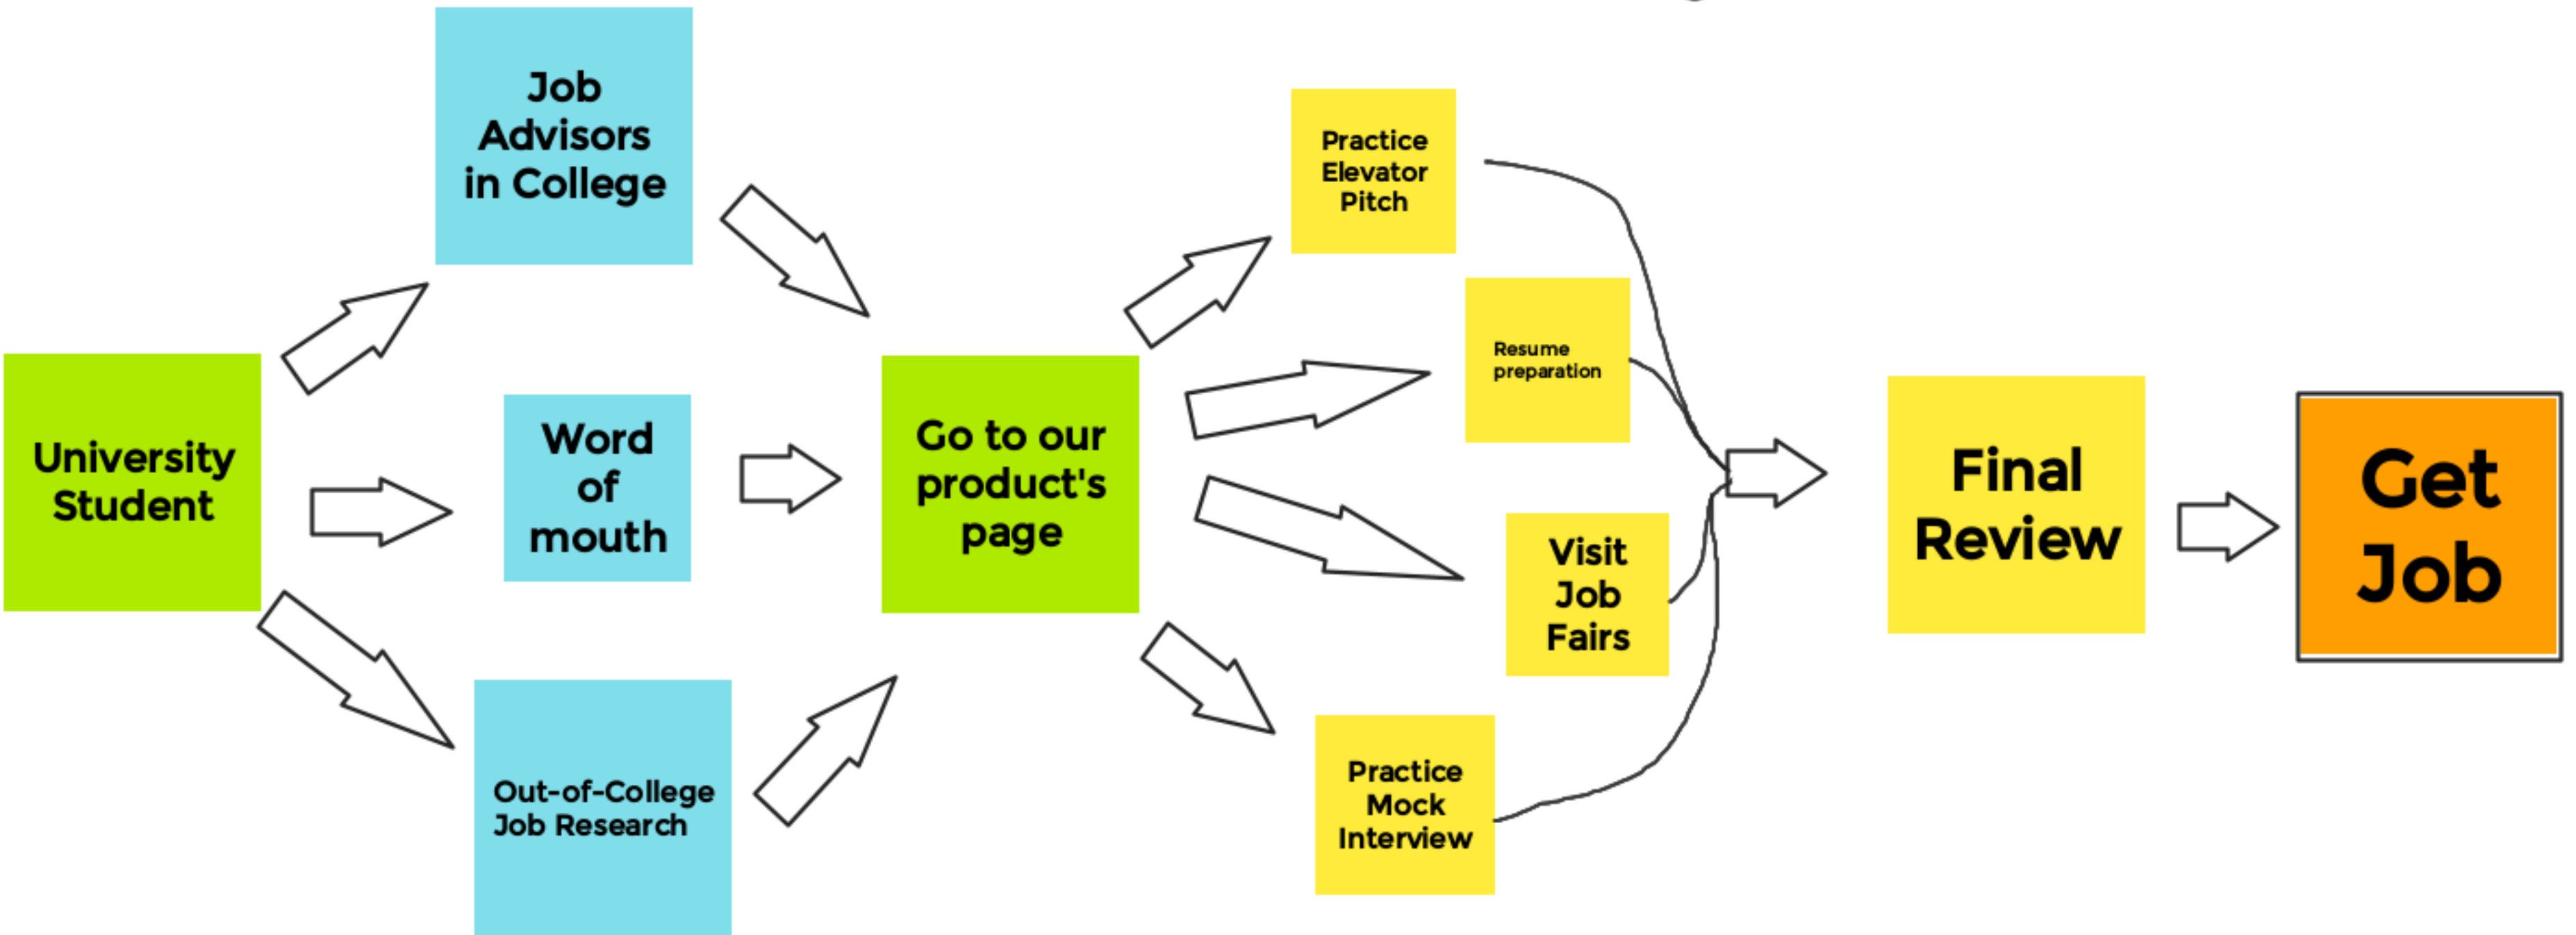 University
Student
Job
Advisors
in College
Word
of
mouth
Out-of-College
Job Research
Go to our
product's
page
Practice
Elevator
Pitch
Resume
preparation
Visit
Job
Fairs
Practice
Mock
Interview
Final
Review
Get
Job